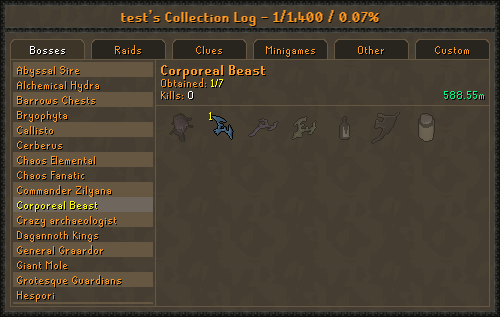 test's Collection Log - 1/1,400 / 0.07%
Bosses Raids Clues Minigames Other Custom
Abyssal Sire
Alchemical Hydra
Barrows Chests
Bryophyta
Callisto
Cerberus
Chaos Elemental
Chaos Fanatic
Commander Zilyana
Corporeal Beast
Crazy archaeologist
Dagannoth Kings
General Graardor
Giant Mole
Grotesque Guardians
Hespori
Corporeal Beast
Obtained: 1/7
Kills: 0 588.55m
1